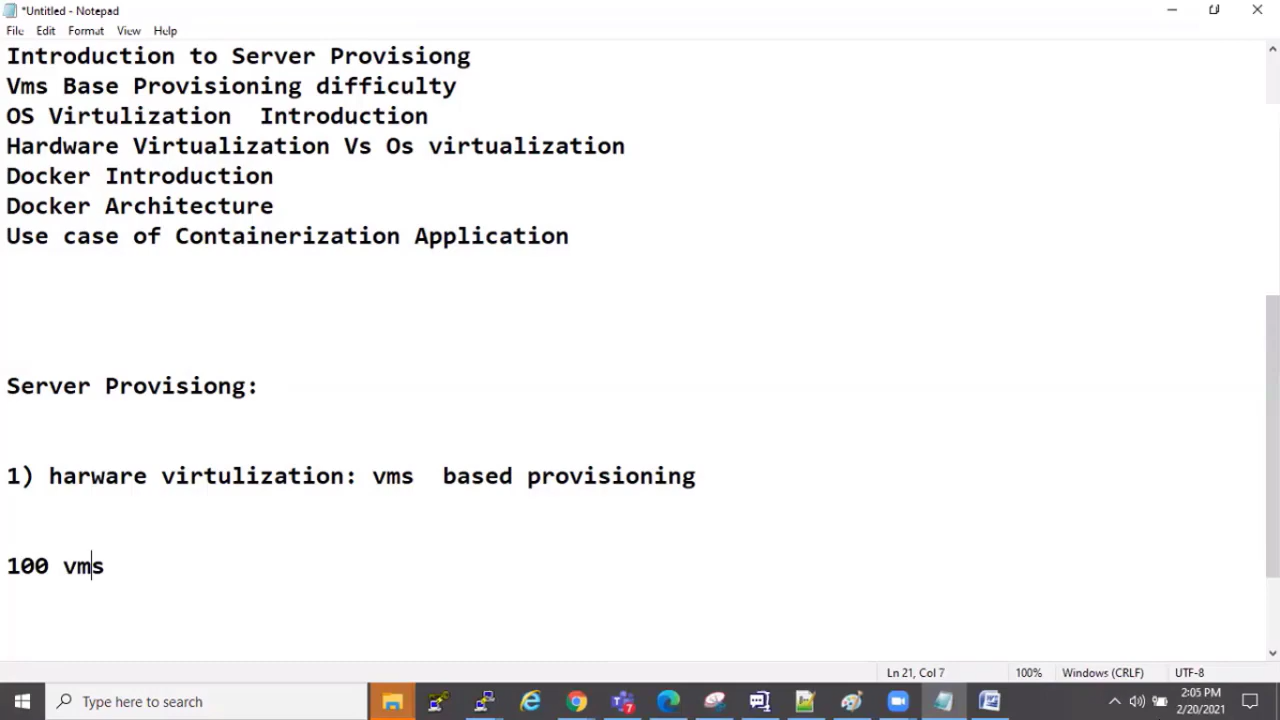 *Untitled - Notepad
File Edit Format View Help
Introduction to Server Provisiong
Vms Base Provisioning difficulty
OS Virtulization  Introduction
Hardware Virtualization Vs Os virtualization
Docker Introduction
Docker Architecture
Use case of Containerization Application
Server Provisiong:
1) harware virtulization: vms  based provisioning
100 vms
Ln 21, Col 7 100% Windows (CRLF) UTF-8
Type here to search
2:05 PM
2/20/2021